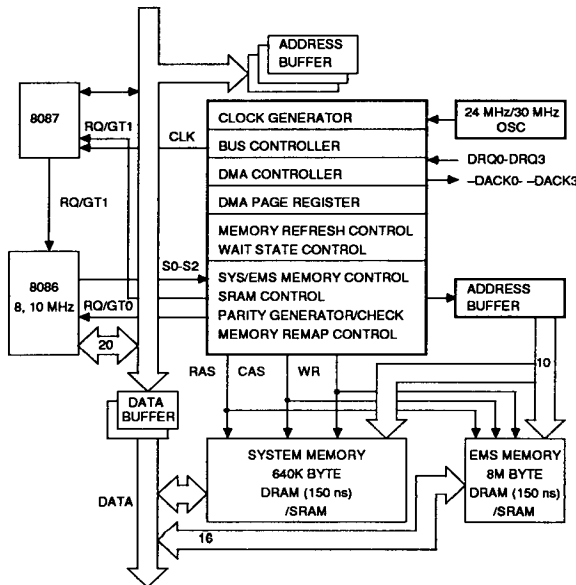 ADDRESS
BUFFER
8087
RQ/GT1
CLK
CLOCK GENERATOR
BUS CONTROLLER
DMA CONTROLLER
DMA PAGE REGISTER
MEMORY REFRESH CONTROL
WAIT STATE CONTROL
SYS/EMS MEMORY CONTROL
SRAM CONTROL
PARITY GENERATOR/CHECK
MEMORY REMAP CONTROL
24 MHz/30 MHz
OSC
DRQ0-DRQ3
–DACK0- –DACK3
RQ/GT1
8086
8, 10 MHz
S0-S2
RQ/GT0
20
ADDRESS
BUFFER
10
RAS
CAS
WR
DATA
BUFFER
SYSTEM MEMORY
640K BYTE
DRAM (150 ns)
/SRAM
EMS MEMORY
8M BYTE
DRAM (150 ns)
/SRAM
DATA
16